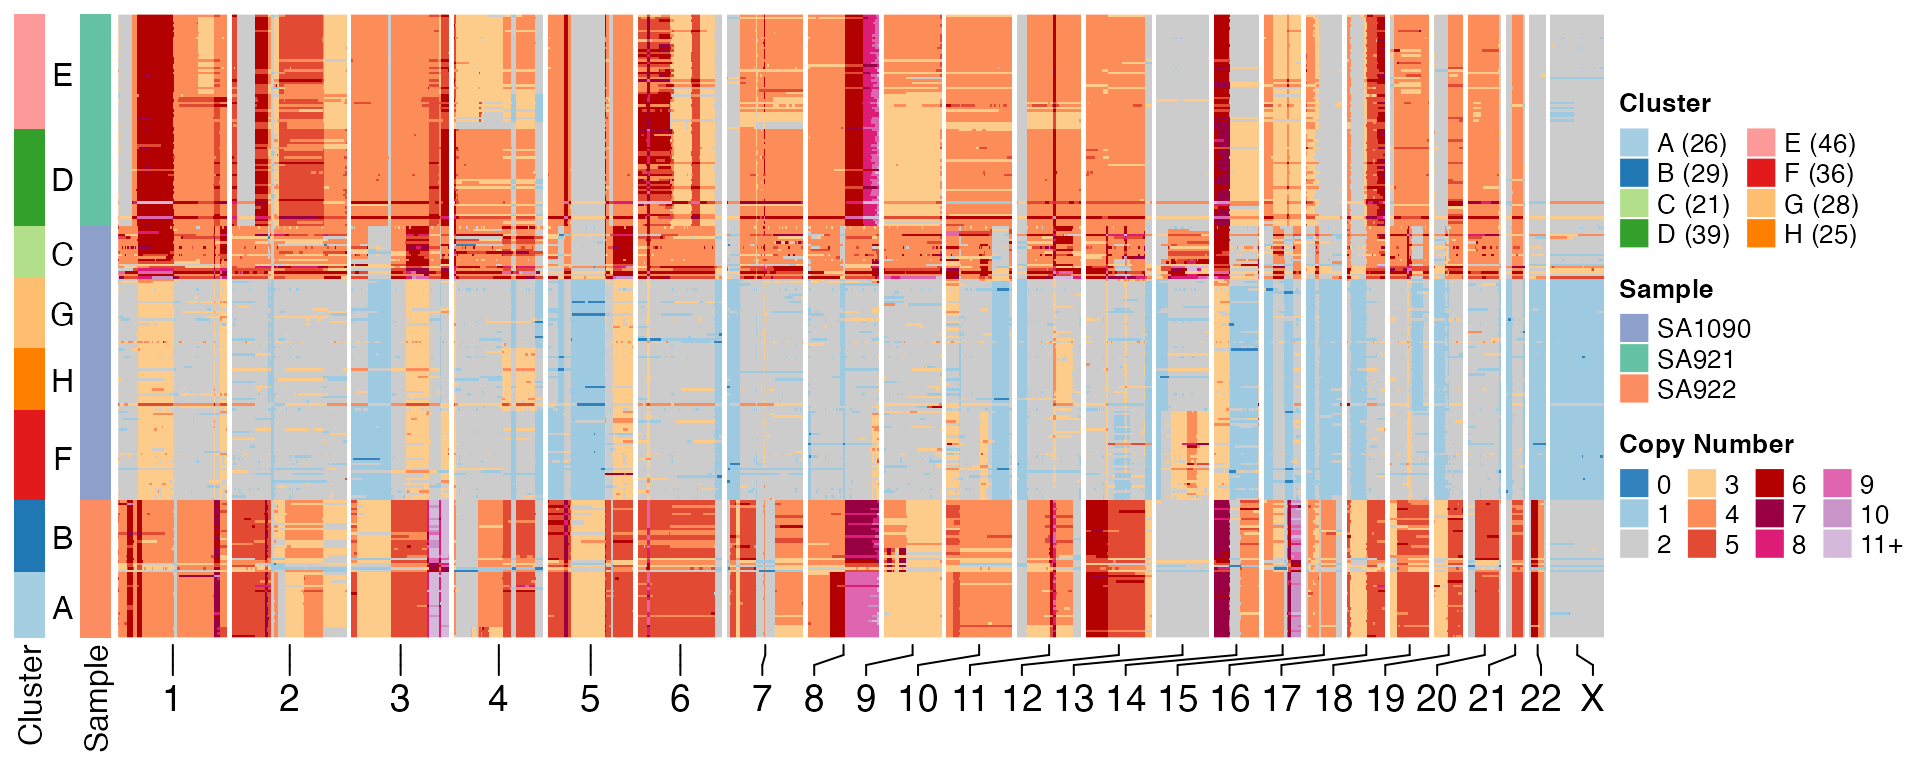 E
D
C
G
H
F
B
A
Cluster
Sample
1 2 3 4 5 6 7 8 9 10 11 12 13 14 15 16 17 18 19 20 21 22 X
Cluster
A (26) E (46)
B (29) F (36)
C (21) G (28)
D (39) H (25)
Sample
SA1090
SA921
SA922
Copy Number
0 3 6 9
1 4 7 10
2 5 8 11+